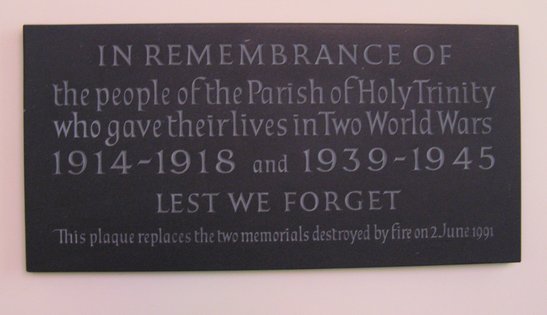 IN REMEMBRANCE OF
the people of the Parish of Holy Trinity
who gave their lives in Two World Wars
1914-1918 and 1939-1945
LEST WE FORGET
This plaque replaces the two memorials destroyed by fire on 2 June 1991